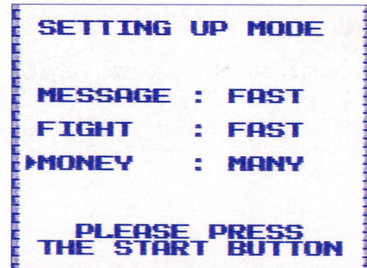 SETTING UP MODE
MESSAGE : FAST
FIGHT : FAST
▶MONEY : MANY
PLEASE PRESS
THE START BUTTON